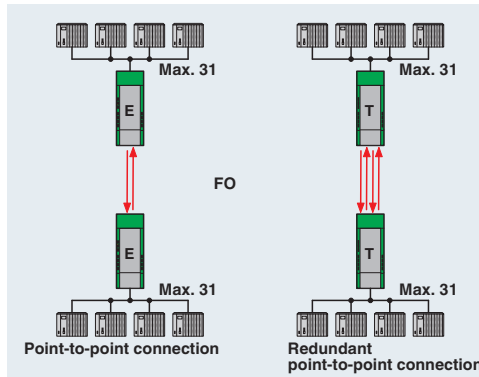 Max. 31
Max. 31
E
T
FO
E
T
Max. 31
Max. 31
Point-to-point connection
Redundant
point-to-point connection